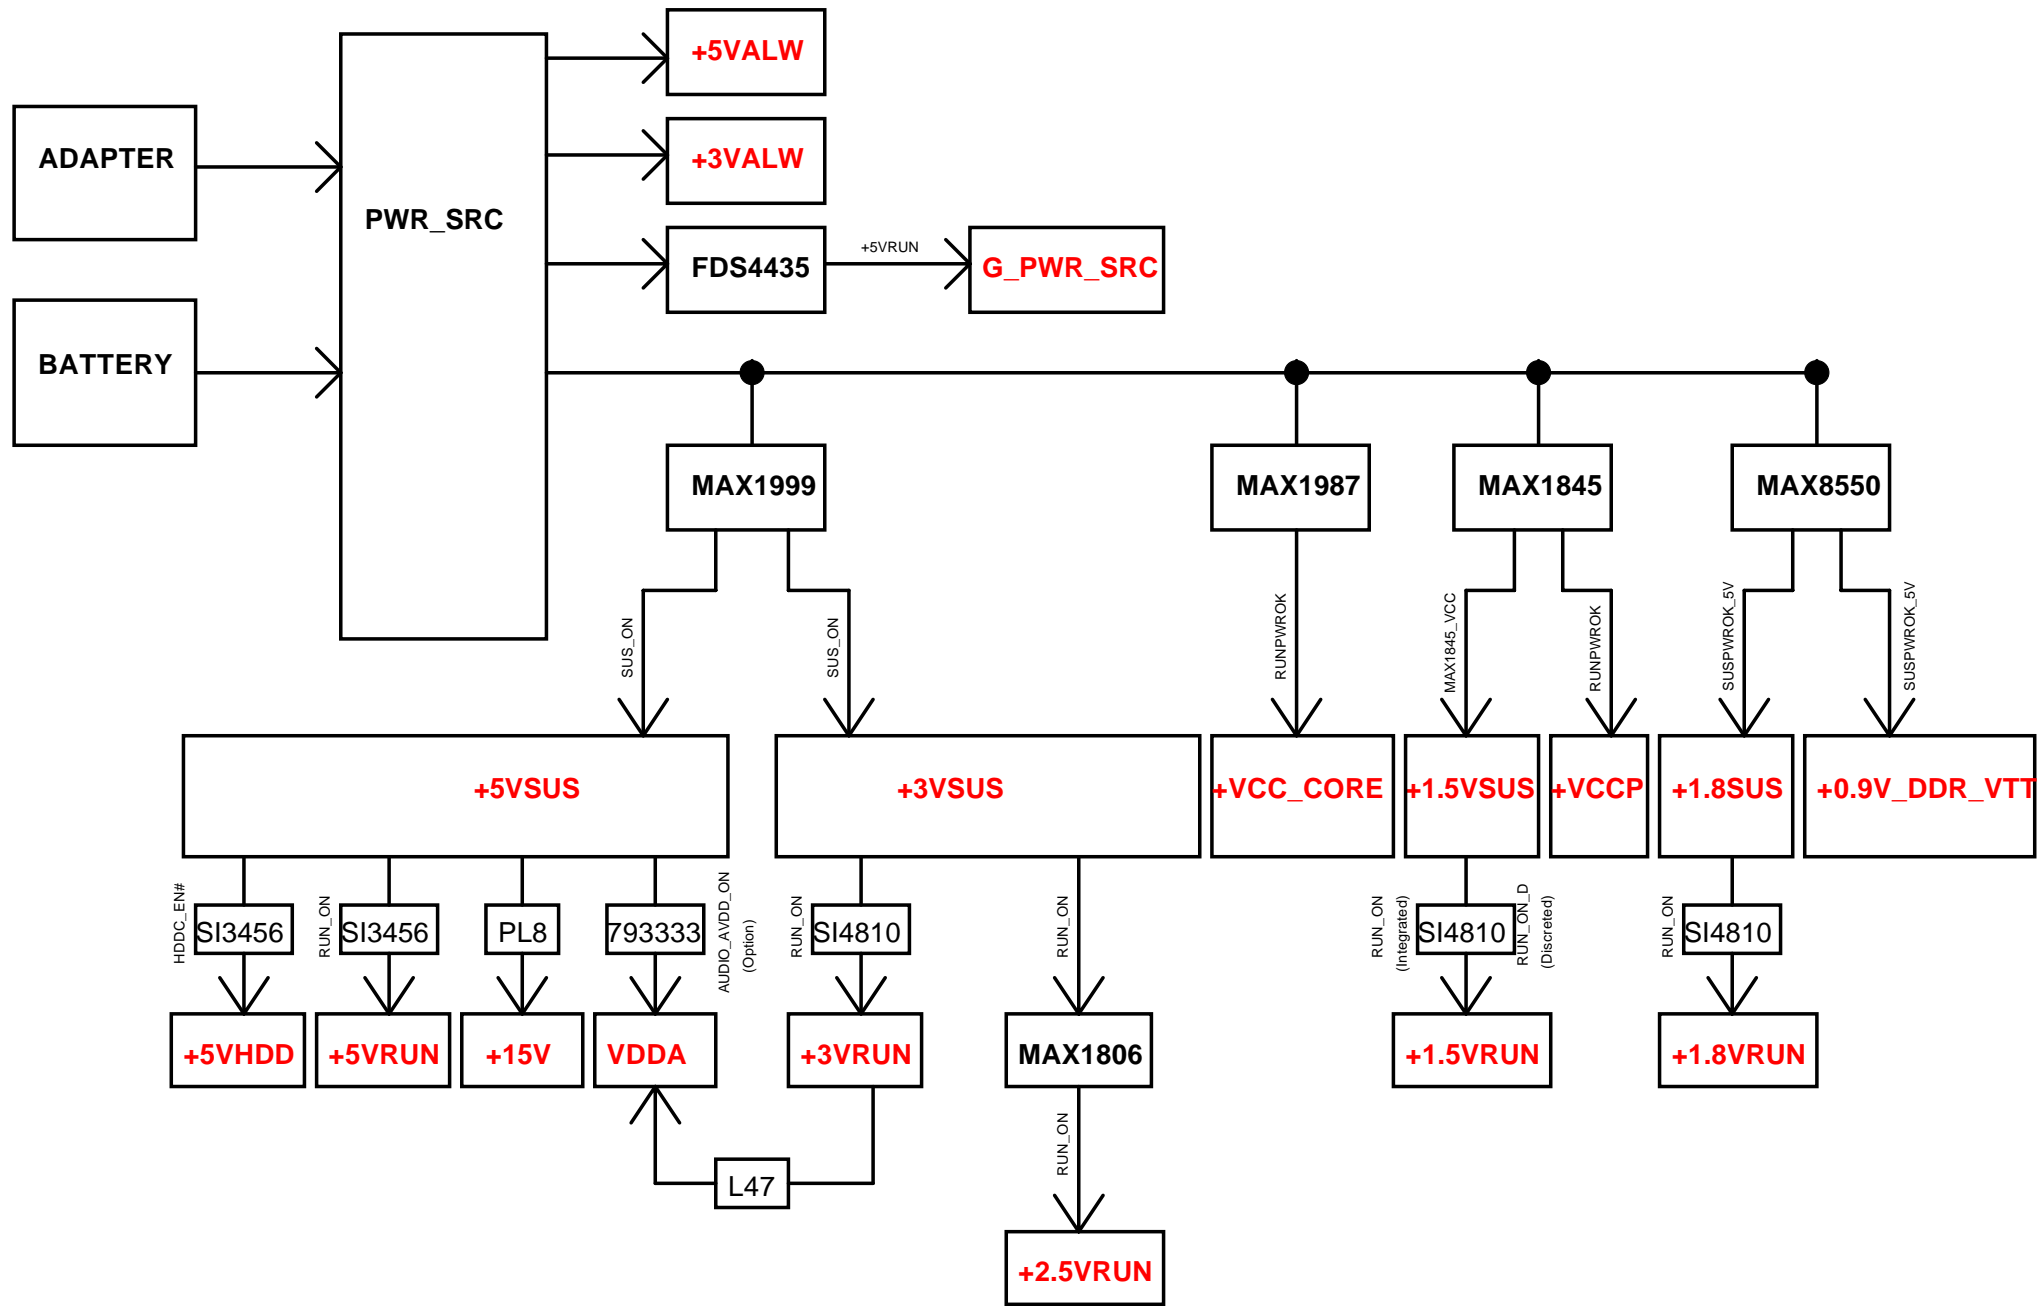 +5VALW
ADAPTER
+3VALW
PWR_SRC
FDS4435
+5VRUN
G_PWR_SRC
BATTERY
MAX1999
MAX1987
MAX1845
MAX8550
SUS_ON
SUS_ON
RUNPWROK
MAX1845_VCC
RUNPWROK
SUSPWROK_5V
SUSPWROK_5V
+5VSUS
+3VSUS
+VCC_CORE
+1.5VSUS
+VCCP
+1.8SUS
+0.9V_DDR_VTT
HDDC_EN#
SI3456
RUN_ON
SI3456
PL8
793333
AUDIO_AVDD_ON
(Option)
RUN_ON
SI4810
RUN_ON
RUN_ON
(Integrated)
SI4810
RUN_ON_D
(Discreted)
RUN_ON
SI4810
+5VHDD
+5VRUN
+15V
VDDA
+3VRUN
MAX1806
+1.5VRUN
+1.8VRUN
RUN_ON
L47
+2.5VRUN